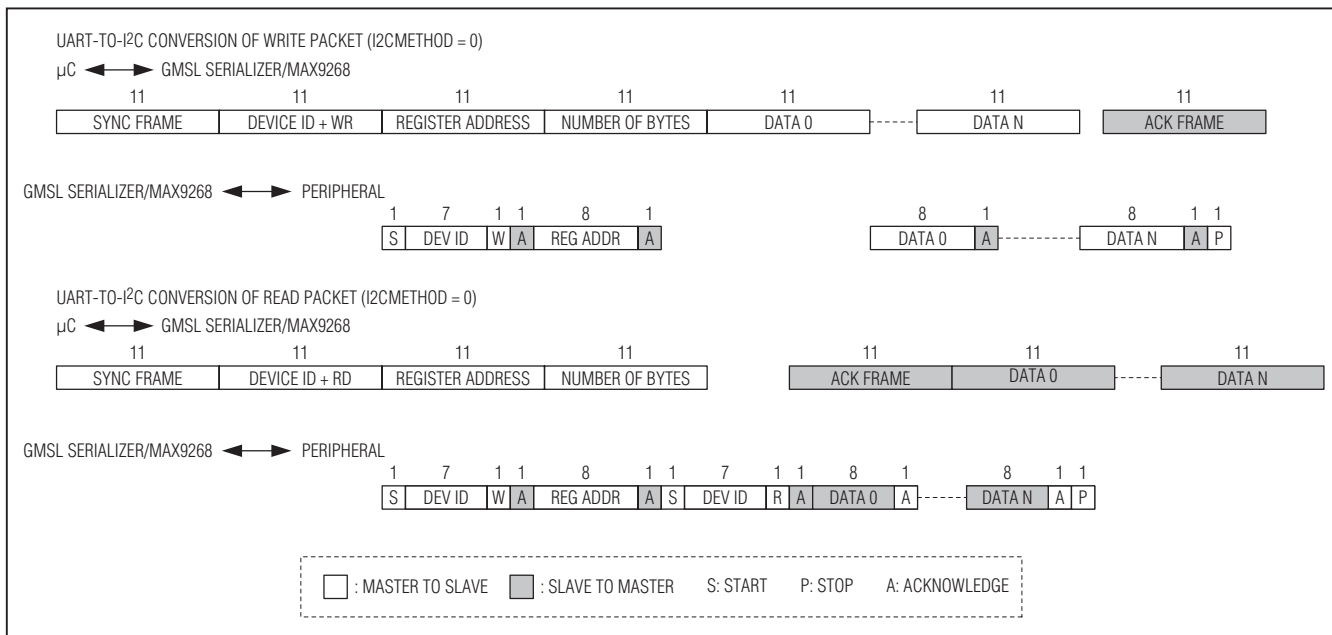 UART-TO-I2C CONVERSION OF WRITE PACKET (I2CMETHOD = 0)
µC GMSL SERIALIZER/MAX9268
11 11 11 11 11 11 11
SYNC FRAME DEVICE ID + WR REGISTER ADDRESS NUMBER OF BYTES DATA 0 DATA N ACK FRAME
GMSL SERIALIZER/MAX9268 PERIPHERAL
1 7 1 1 8 1 8 1 8 1 1
S DEV ID W A REG ADDR A DATA 0 A DATA N A P
UART-TO-I2C CONVERSION OF READ PACKET (I2CMETHOD = 0)
µC GMSL SERIALIZER/MAX9268
11 11 11 11 11 11 11
SYNC FRAME DEVICE ID + RD REGISTER ADDRESS NUMBER OF BYTES ACK FRAME DATA 0 DATA N
GMSL SERIALIZER/MAX9268 PERIPHERAL
1 7 1 1 8 1 1 7 1 1 8 1 8 1 1
S DEV ID W A REG ADDR A S DEV ID R A DATA 0 A DATA N A P
: MASTER TO SLAVE : SLAVE TO MASTER S: START P: STOP A: ACKNOWLEDGE